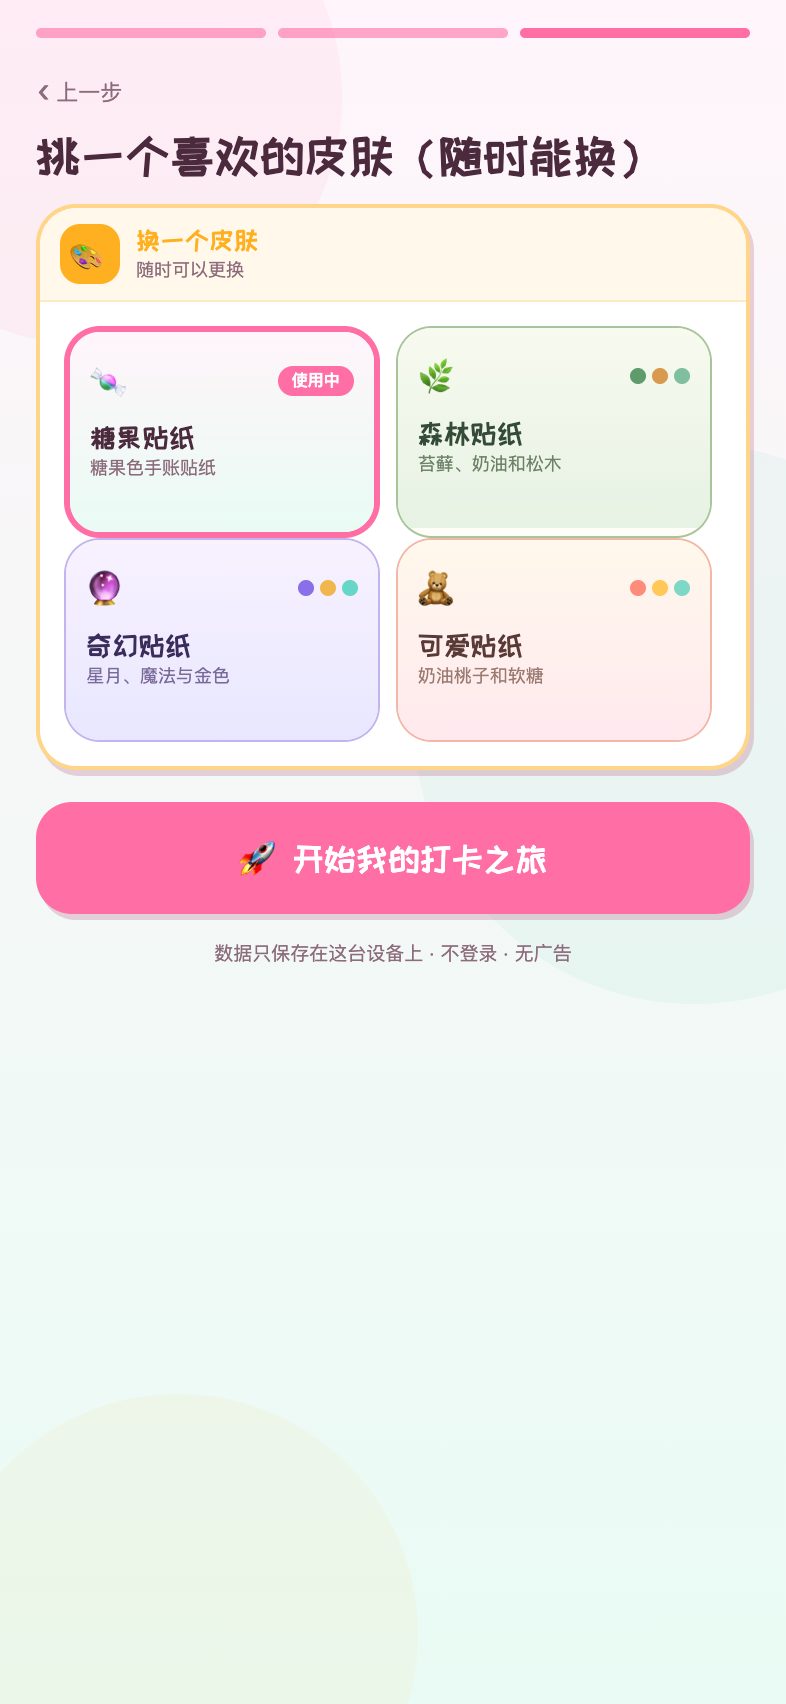 ‹ 上一步
挑一个喜欢的皮肤（随时能换）
换一个皮肤
随时可以更换
使用中
糖果贴纸
糖果色手账贴纸
森林贴纸
苔藓、奶油和松木
奇幻贴纸
星月、魔法与金色
可爱贴纸
奶油桃子和软糖
开始我的打卡之旅
数据只保存在这台设备上 · 不登录 · 无广告